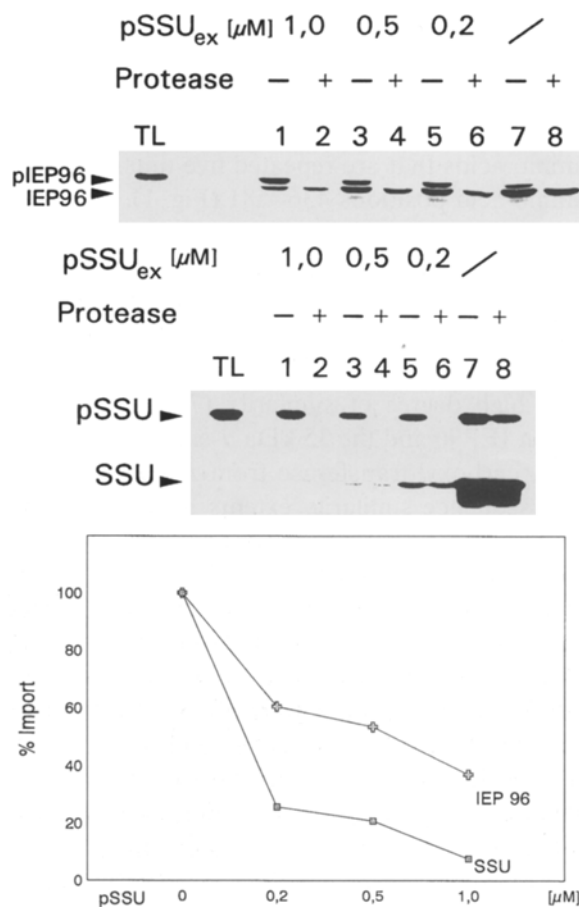 pSSUex [µM] 1,0 0,5 0,2 /
Protease − + − + − + − +
TL 1 2 3 4 5 6 7 8
pIEP96
IEP96
pSSUex [µM] 1,0 0,5 0,2 /
Protease − + − + − + − +
TL 1 2 3 4 5 6 7 8
pSSU
SSU
% Import
100
80
60
40
20
0
IEP 96
SSU
pSSU 0 0,2 0,5 1,0 [µM]